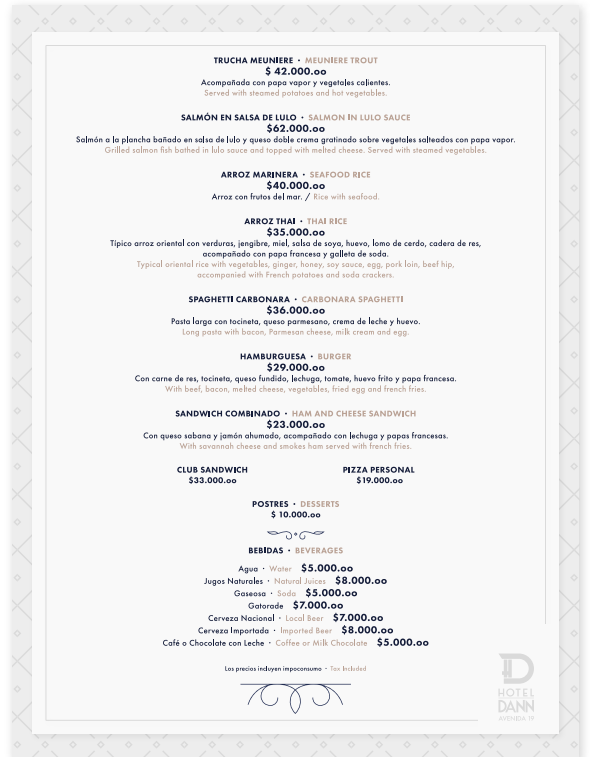 TRUCHA MEUNIERE · MEUNIERE TROUT
$ 42.000.oo
Acompañada con papa vapor y vegetales calientes.
Served with steamed potatoes and hot vegetables.
SALMÓN EN SALSA DE LULO · SALMON IN LULO SAUCE
$62.000.oo
Salmón a la plancha bañado en salsa de lulo y queso doble crema gratinado sobre vegetales salteados con papa vapor.
Grilled salmon fish bathed in lulo sauce and topped with melted cheese. Served with steamed vegetables.
ARROZ MARINERA · SEAFOOD RICE
$40.000.oo
Arroz con frutos del mar. / Rice with seafood.
ARROZ THAI · THAI RICE
$35.000.oo
Típico arroz oriental con verduras, jengibre, miel, salsa de soya, huevo, lomo de cerdo, cadera de res,
acompañado con papa francesa y galleta de soda.
Typical oriental rice with vegetables, ginger, honey, soy sauce, egg, pork loin, beef hip,
accompanied with French potatoes and soda crackers.
SPAGHETTI CARBONARA · CARBONARA SPAGHETTI
$36.000.oo
Pasta larga con tocineta, queso parmesano, crema de leche y huevo.
Long pasta with bacon, Parmesan cheese, milk cream and egg.
HAMBURGUESA · BURGER
$29.000.oo
Con carne de res, tocineta, queso fundido, lechuga, tomate, huevo frito y papa francesa.
With beef, bacon, melted cheese, vegetables, fried egg and french fries.
SANDWICH COMBINADO · HAM AND CHEESE SANDWICH
$23.000.oo
Con queso sabana y jamón ahumado, acompañado con lechuga y papas francesas.
With savannah cheese and smokes ham served with french fries.
CLUB SANDWICH
$33.000.oo
PIZZA PERSONAL
$19.000.oo
POSTRES · DESSERTS
$ 10.000.oo
BEBIDAS · BEVERAGES
Agua · Water $5.000.oo
Jugos Naturales · Natural Juices $8.000.oo
Gaseosa · Soda $5.000.oo
Gatorade $7.000.oo
Cerveza Nacional · Local Beer $7.000.oo
Cerveza Importada · Imported Beer $8.000.oo
Café o Chocolate con Leche · Coffee or Milk Chocolate $5.000.oo
Los precios incluyen impoconsumo · Tax Included
HOTEL
DANN
AVENIDA 19